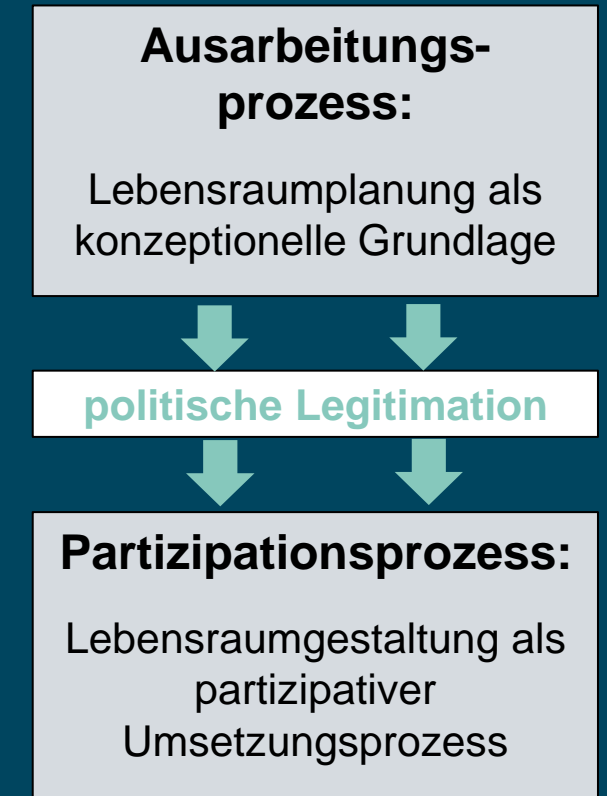 Ausarbeitungs-
prozess:
Lebensraumplanung als
konzeptionelle Grundlage
politische Legitimation
Partizipationsprozess:
Lebensraumgestaltung als
partizipativer
Umsetzungsprozess